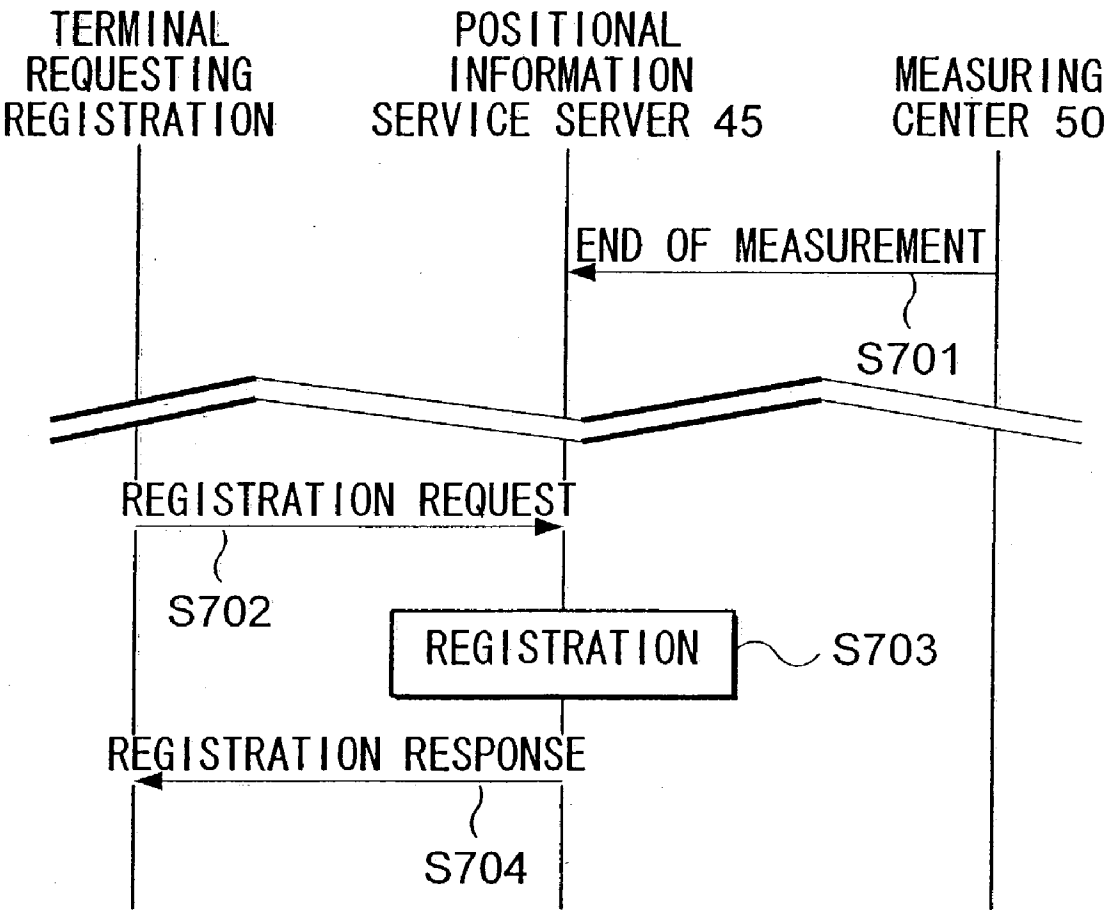 TERMINAL
REQUESTING
REGISTRATION
POSITIONAL
INFORMATION
SERVICE SERVER 45
MEASURING
CENTER 50
END OF MEASUREMENT
S701
REGISTRATION REQUEST
S702
REGISTRATION
S703
REGISTRATION RESPONSE
S704